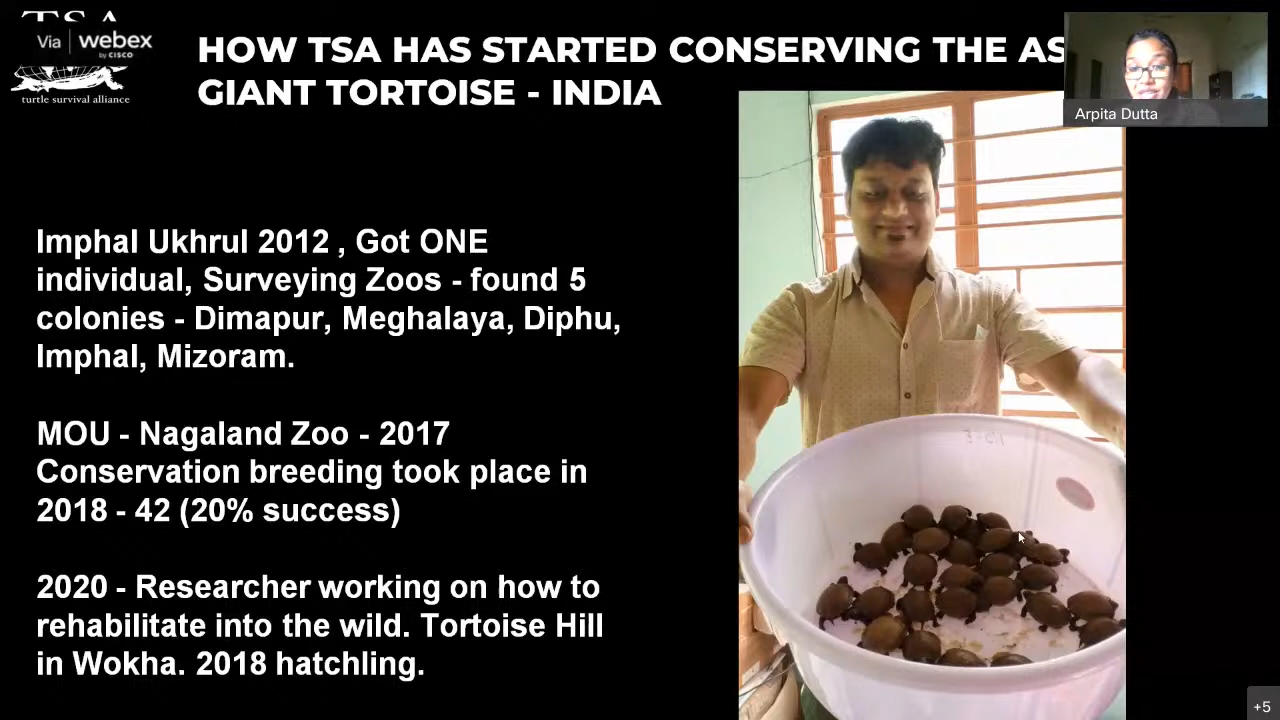 TSA
Via | webex
by CISCO
turtle survival alliance
HOW TSA HAS STARTED CONSERVING THE AS
GIANT TORTOISE - INDIA
Arpita Dutta
Imphal Ukhrul 2012 , Got ONE
individual, Surveying Zoos - found 5
colonies - Dimapur, Meghalaya, Diphu,
Imphal, Mizoram.
MOU - Nagaland Zoo - 2017
Conservation breeding took place in
2018 - 42 (20% success)
2020 - Researcher working on how to
rehabilitate into the wild. Tortoise Hill
in Wokha. 2018 hatchling.
+5